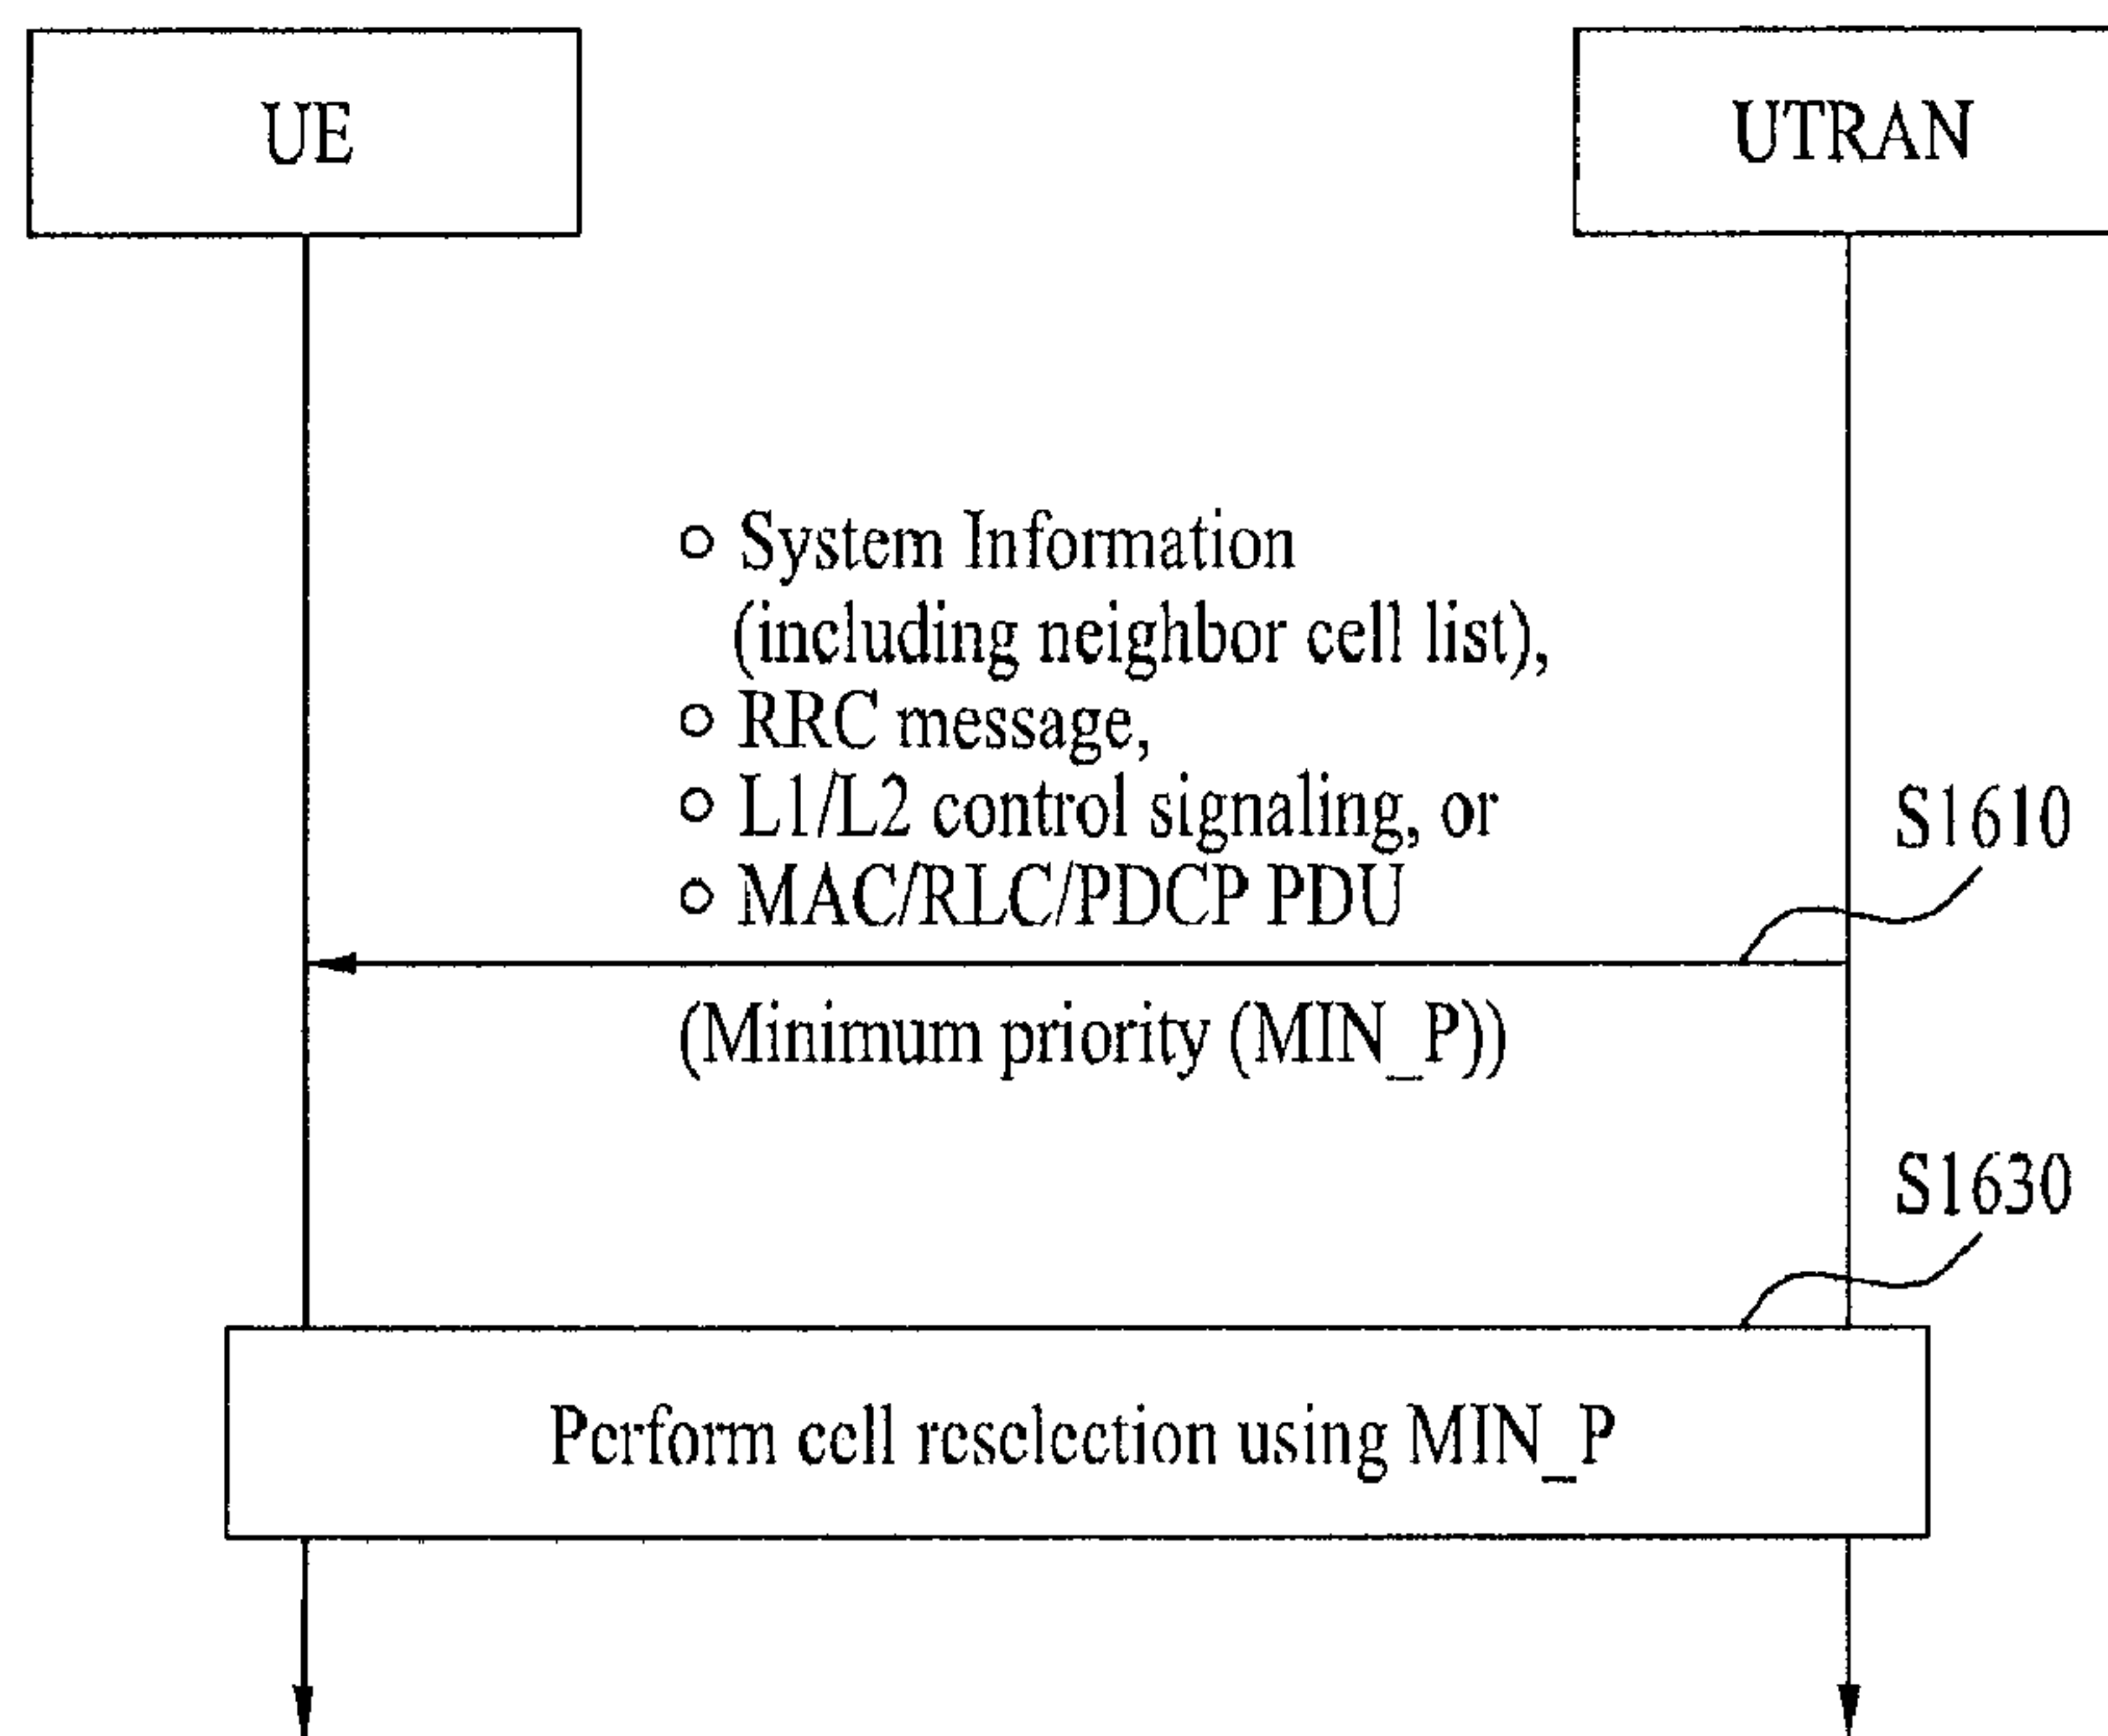 UE
UTRAN
○ System Information
(including neighbor cell list),
○ RRC message,
○ L1/L2 control signaling, or
○ MAC/RLC/PDCP PDU
S1610
(Minimum priority (MIN_P))
S1630
Perform cell reselection using MIN_P